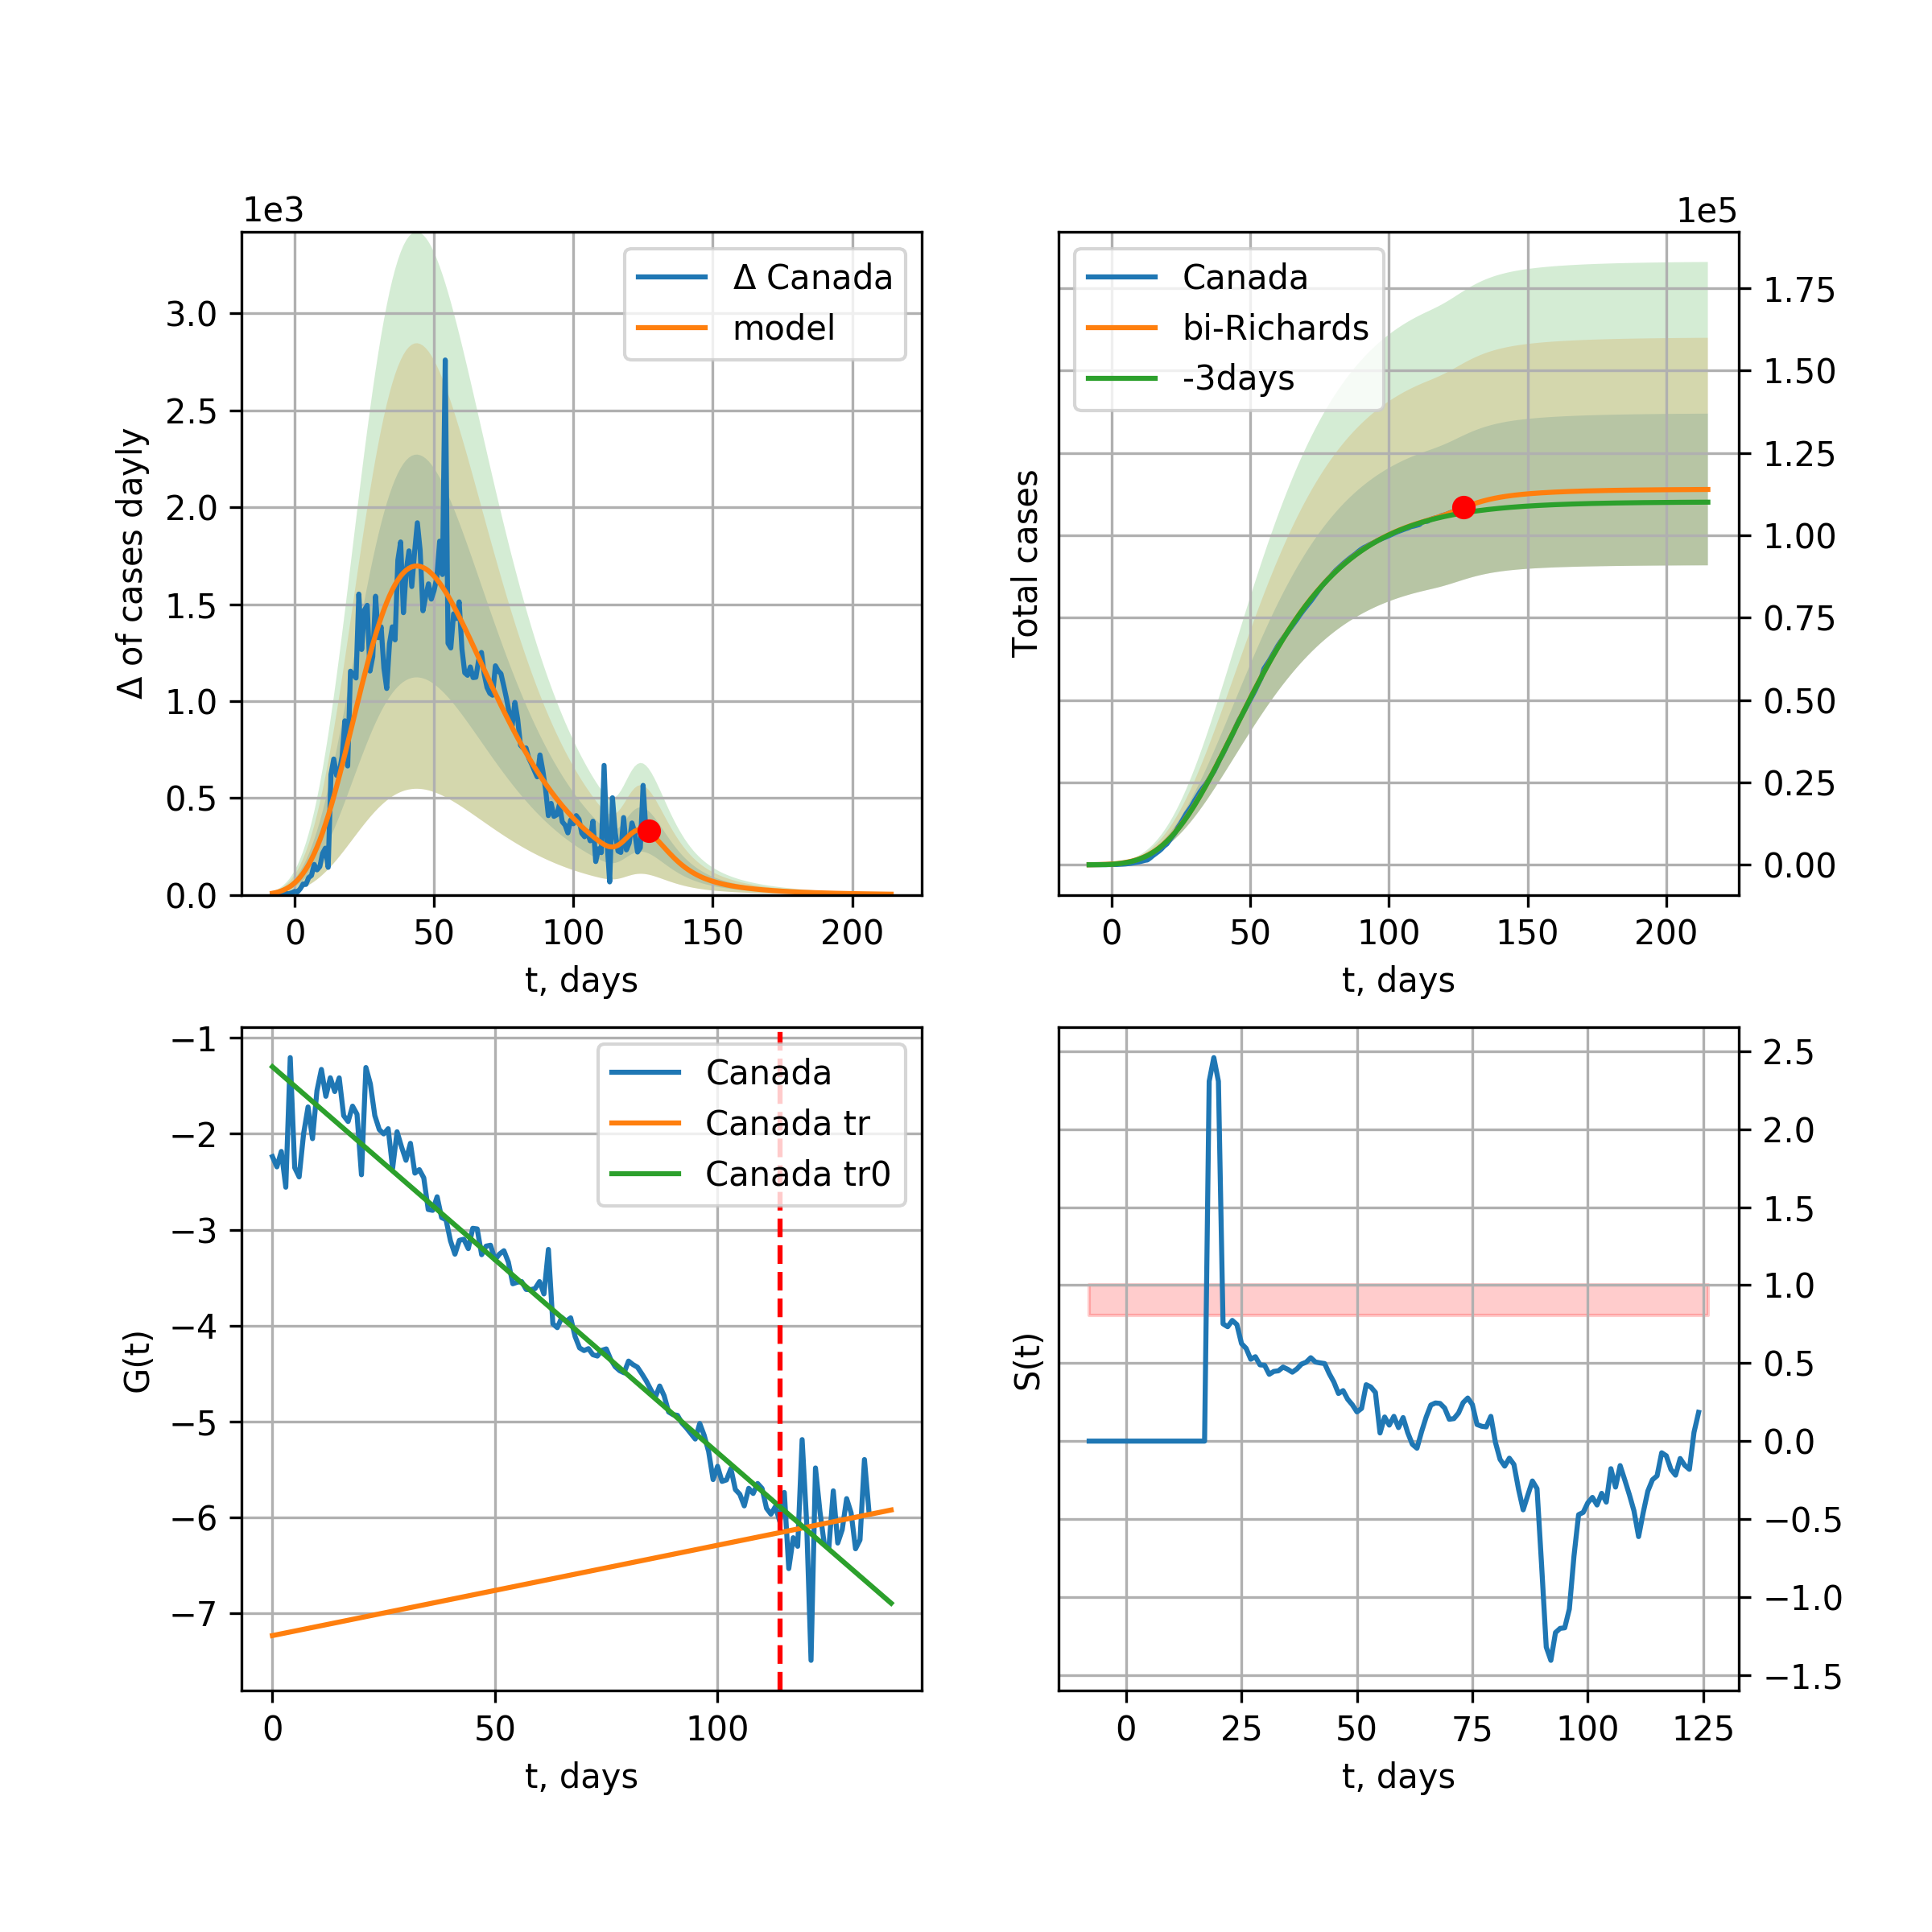 1e3
Δ Canada
model
3.0
2.5
2.0
1.5
1.0
0.5
0.0
Δ of cases dayly
0 50 100 150 200
t, days
1e5
Canada
bi-Richards
-3days
1.75
1.50
1.25
1.00
0.75
0.50
0.25
0.00
Total cases
0 50 100 150 200
t, days
Canada
Canada tr
Canada tr0
−1
−2
−3
−4
−5
−6
−7
G(t)
0 50 100
t, days
2.5
2.0
1.5
1.0
0.5
0.0
−0.5
−1.0
−1.5
S(t)
0 25 50 75 100 125
t, days